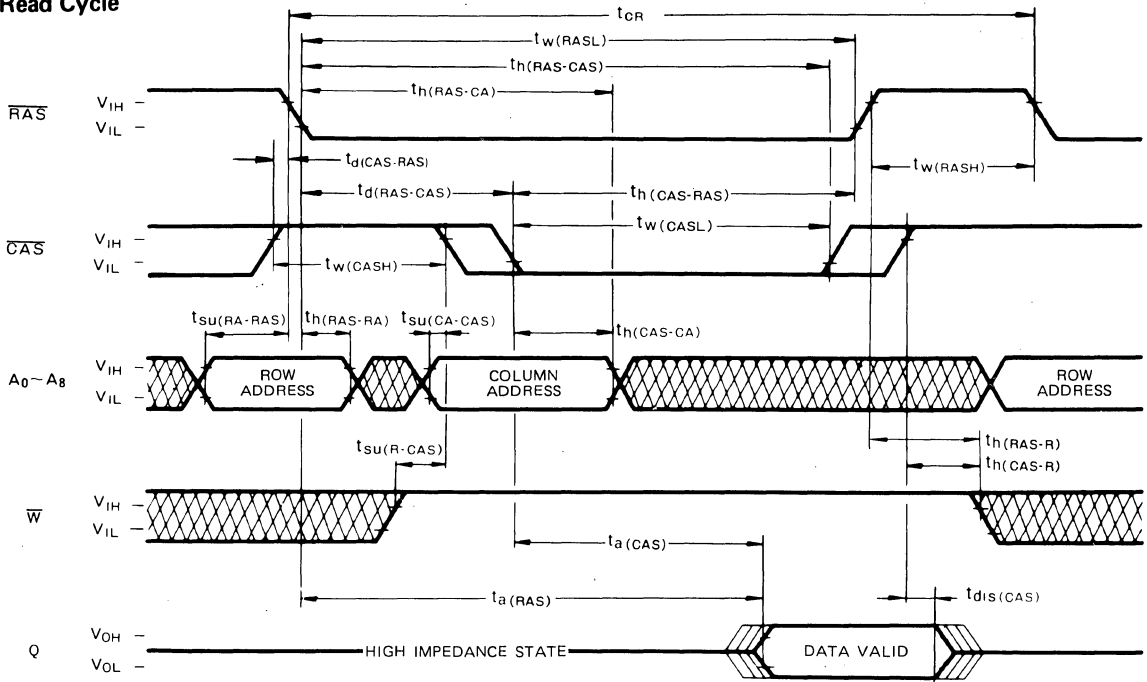 Read Cycle
tCR
tw(RASL)
th(RAS-CAS)
th(RAS-CA)
RAS
VIH
VIL
td(CAS-RAS)
tw(RASH)
td(RAS-CAS)
th(CAS-RAS)
tw(CASL)
CAS
VIH
VIL
tw(CASH)
tsu(RA-RAS)
th(RAS-RA)
tsu(CA-CAS)
th(CAS-CA)
A0~A8
VIH
VIL
ROW
ADDRESS
COLUMN
ADDRESS
ROW
ADDRESS
tsu(R-CAS)
th(RAS-R)
th(CAS-R)
W
VIH
VIL
ta(CAS)
ta(RAS)
tdis(CAS)
Q
VOH
VOL
HIGH IMPEDANCE STATE
DATA VALID